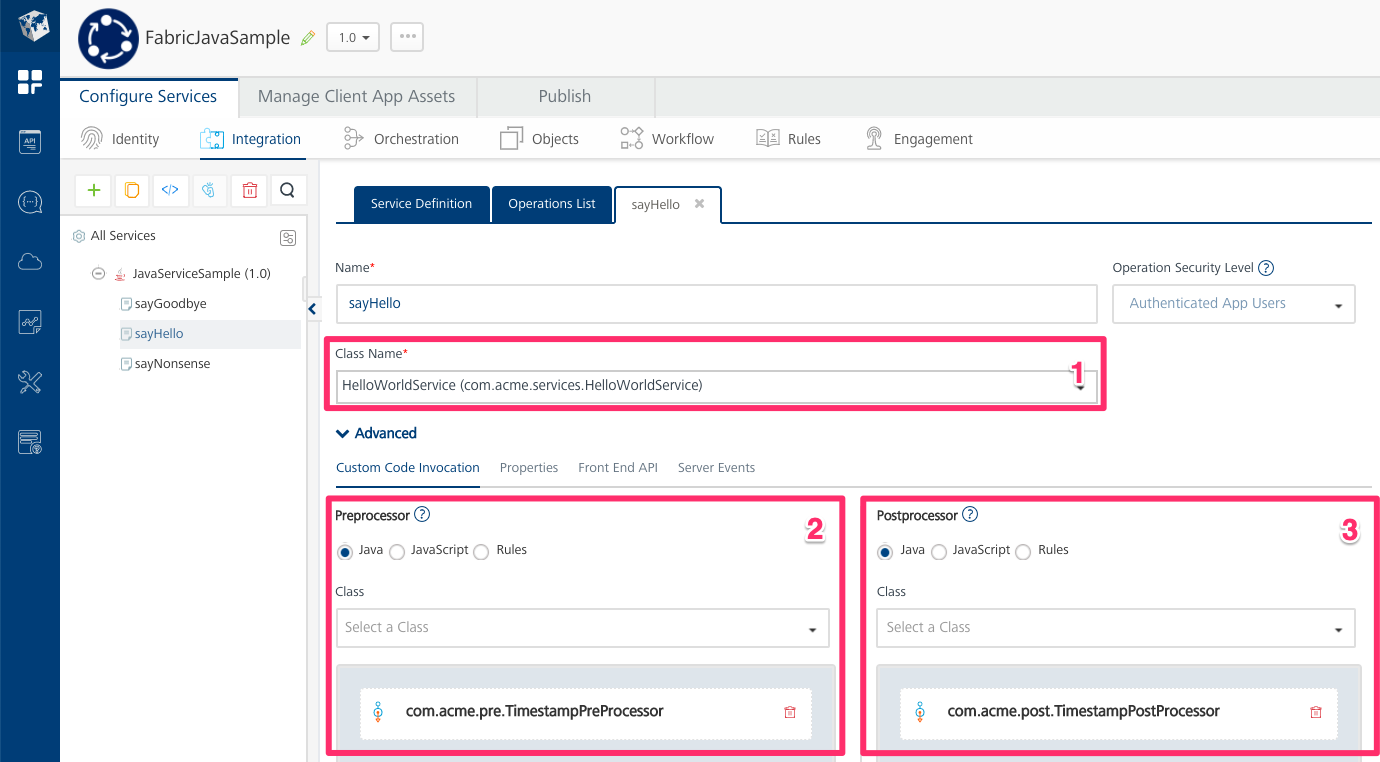 FabricJavaSample 1.0
Configure Services Manage Client App Assets Publish
Identity Integration Orchestration Objects Workflow Rules Engagement
API
Service Definition Operations List sayHello
All Services
JavaServiceSample (1.0)
sayGoodbye
sayHello
sayNonsense
Name*
sayHello
Operation Security Level ?
Authenticated App Users
Class Name*
HelloWorldService (com.acme.services.HelloWorldService)
1
Advanced
Custom Code Invocation Properties Front End API Server Events
Preprocessor ?
2
Java JavaScript Rules
Class
Select a Class
com.acme.pre.TimestampPreProcessor
Postprocessor ?
3
Java JavaScript Rules
Class
Select a Class
com.acme.post.TimestampPostProcessor